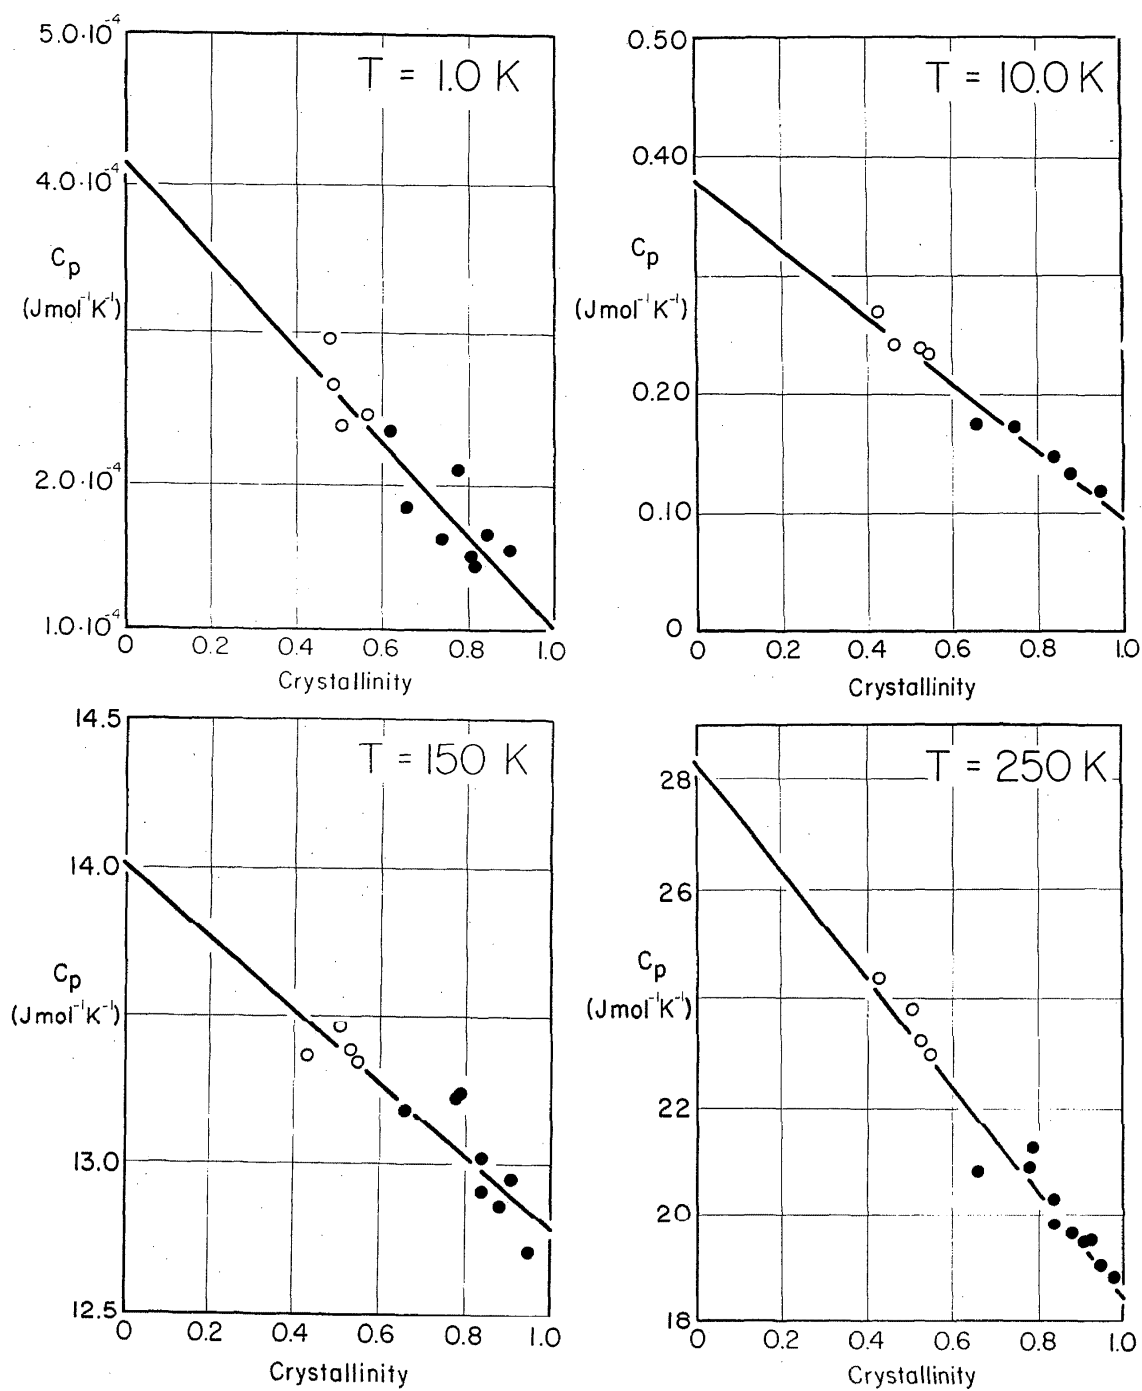 5.0·10⁻⁴
T = 1.0 K
4.0·10⁻⁴
Cp
(Jmol⁻¹K⁻¹)
2.0·10⁻⁴
1.0·10⁻⁴
0 0.2 0.4 0.6 0.8 1.0
Crystallinity
0.50
T = 10.0 K
0.40
Cp
(Jmol⁻¹K⁻¹)
0.20
0.10
0
0 0.2 0.4 0.6 0.8 1.0
Crystallinity
14.5
T = 150 K
14.0
Cp
(Jmol⁻¹K⁻¹)
13.0
12.5
0 0.2 0.4 0.6 0.8 1.0
Crystallinity
T = 250 K
28
26
Cp
(Jmol⁻¹K⁻¹)
22
20
18
0 0.2 0.4 0.6 0.8 1.0
Crystallinity